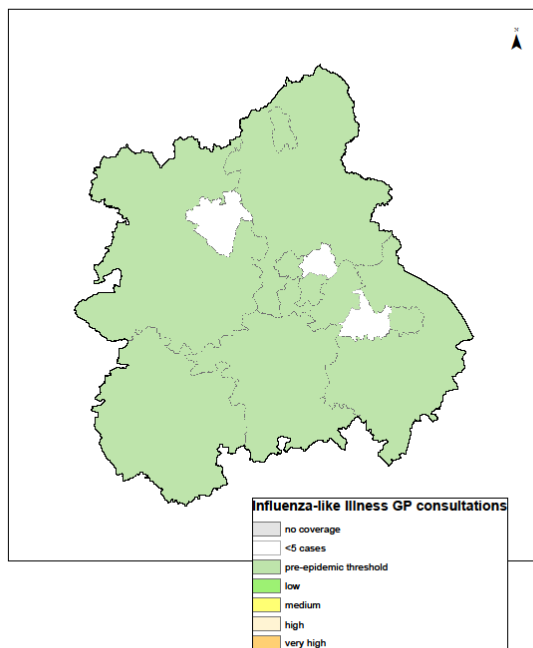 N
Influenza-like Illness GP consultations
no coverage
<5 cases
pre-epidemic threshold
low
medium
high
very high